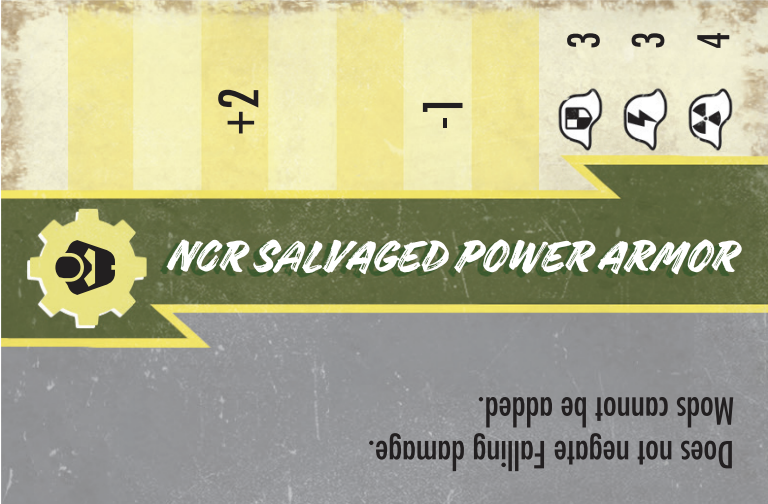 3
3
4
+2
-1
NCR SALVAGED POWER ARMOR
Does not negate Falling damage.
Mods cannot be added.